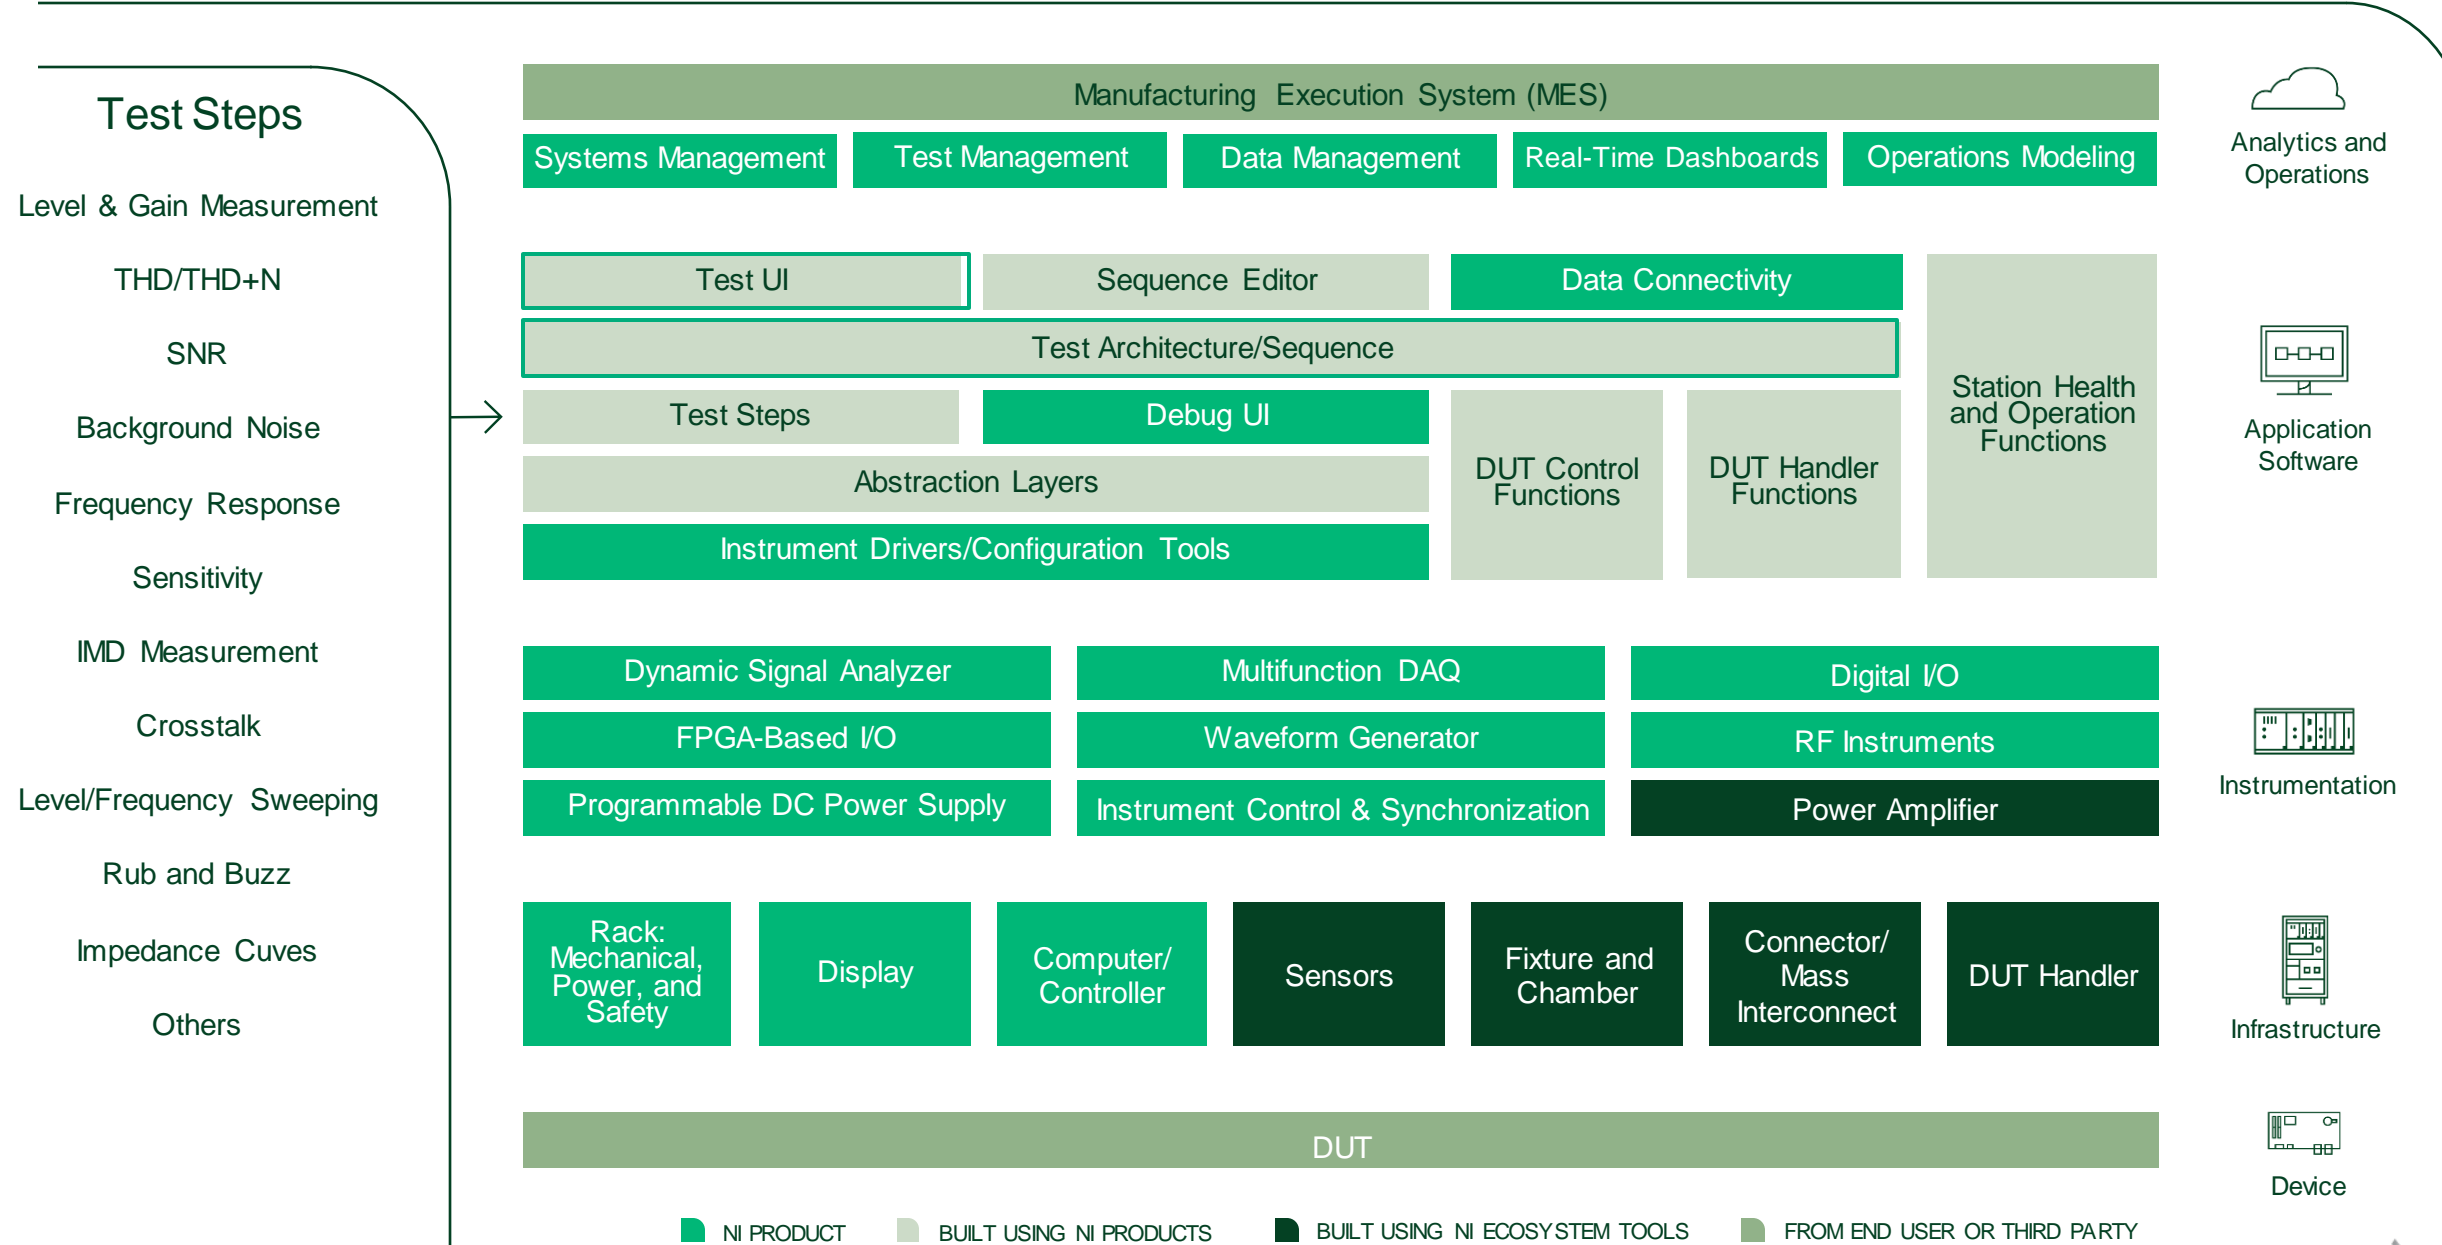 Test Steps
Level & Gain Measurement
THD/THD+N
SNR
Background Noise
Frequency Response
Sensitivity
IMD Measurement
Crosstalk
Level/Frequency Sweeping
Rub and Buzz
Impedance Cuves
Others
Manufacturing Execution System (MES)
Systems Management
Test Management
Data Management
Real-Time Dashboards
Operations Modeling
Analytics and
Operations
Test UI
Sequence Editor
Data Connectivity
Test Architecture/Sequence
Test Steps
Debug UI
Abstraction Layers
Instrument Drivers/Configuration Tools
DUT Control
Functions
DUT Handler
Functions
Station Health
and Operation
Functions
Application
Software
Dynamic Signal Analyzer
Multifunction DAQ
Digital I/O
FPGA-Based I/O
Waveform Generator
RF Instruments
Programmable DC Power Supply
Instrument Control & Synchronization
Power Amplifier
Instrumentation
Rack:
Mechanical,
Power, and
Safety
Display
Computer/
Controller
Sensors
Fixture and
Chamber
Connector/
Mass
Interconnect
DUT Handler
Infrastructure
DUT
Device
NI PRODUCT
BUILT USING NI PRODUCTS
BUILT USING NI ECOSYSTEM TOOLS
FROM END USER OR THIRD PARTY